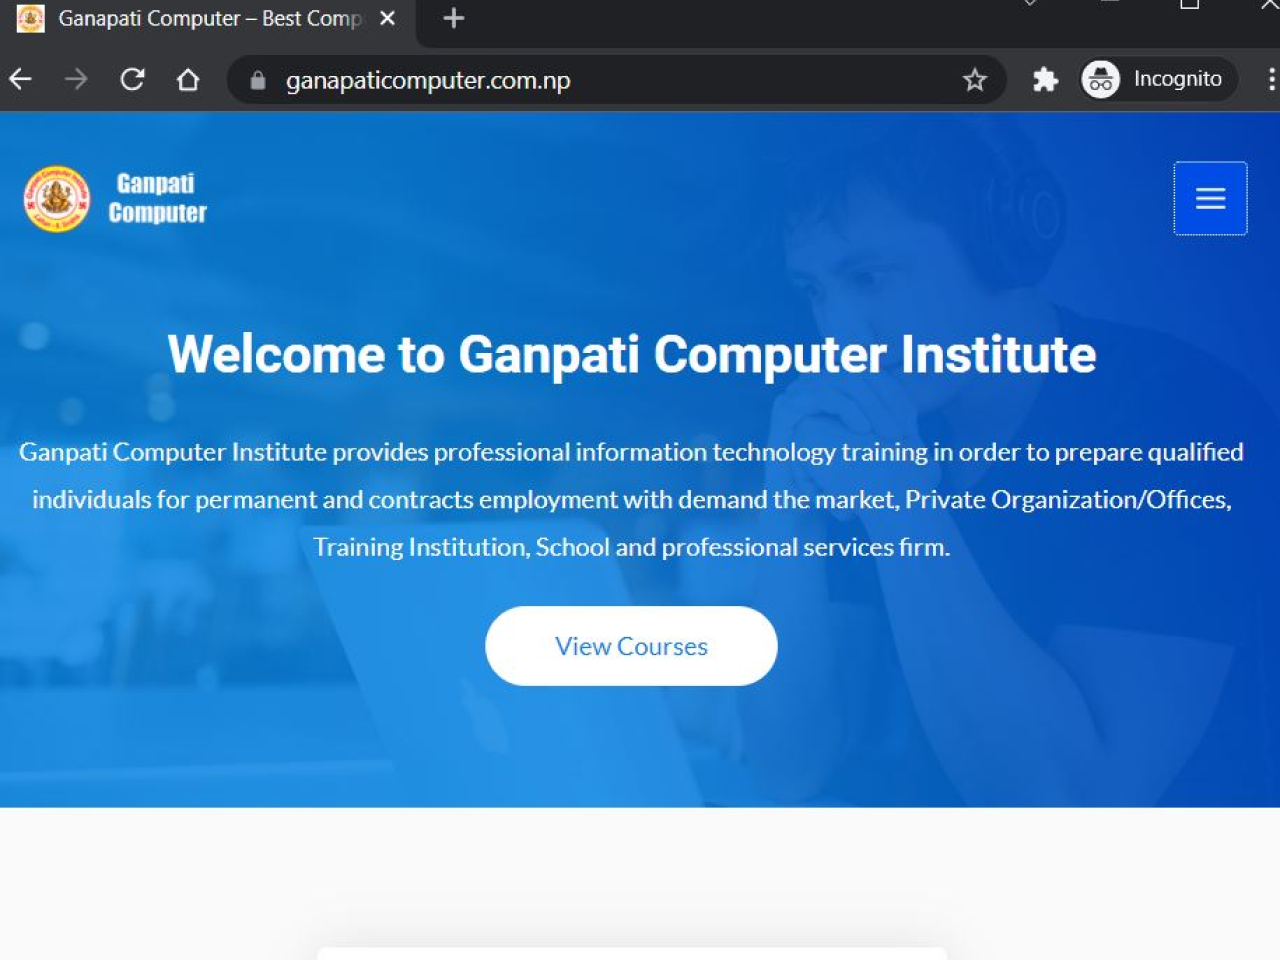 Ganapati Computer – Best Comp
ganapaticomputer.com.np
Incognito
Ganpati
Computer
Welcome to Ganpati Computer Institute
Ganpati Computer Institute provides professional information technology training in order to prepare qualified
individuals for permanent and contracts employment with demand the market, Private Organization/Offices,
Training Institution, School and professional services firm.
View Courses